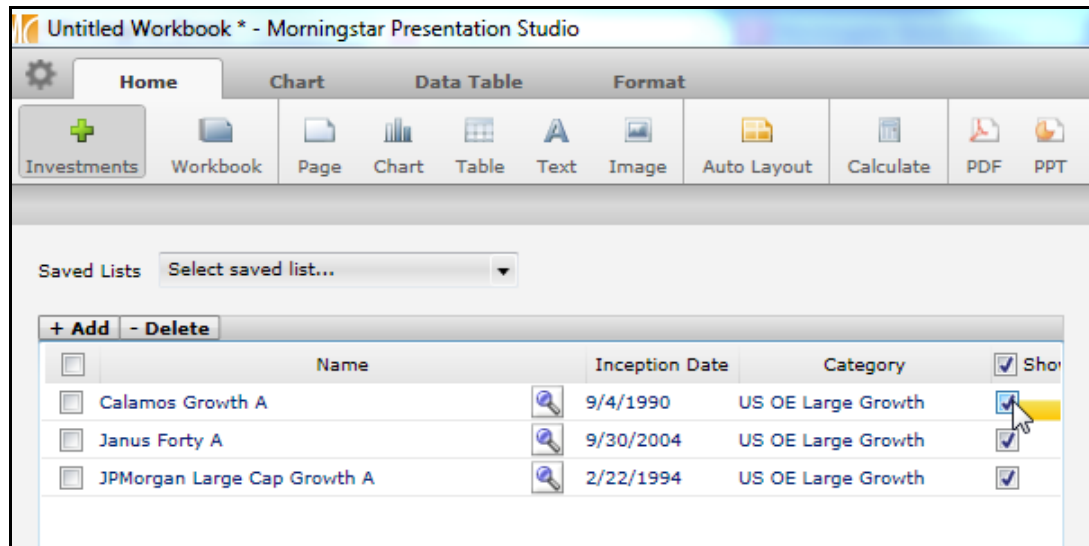 Untitled Workbook * - Morningstar Presentation Studio
Home Chart Data Table Format
Investments Workbook Page Chart Table Text Image Auto Layout Calculate PDF PPT
Saved Lists Select saved list...
+ Add - Delete
Name Inception Date Category Sho
Calamos Growth A 9/4/1990 US OE Large Growth
Janus Forty A 9/30/2004 US OE Large Growth
JPMorgan Large Cap Growth A 2/22/1994 US OE Large Growth